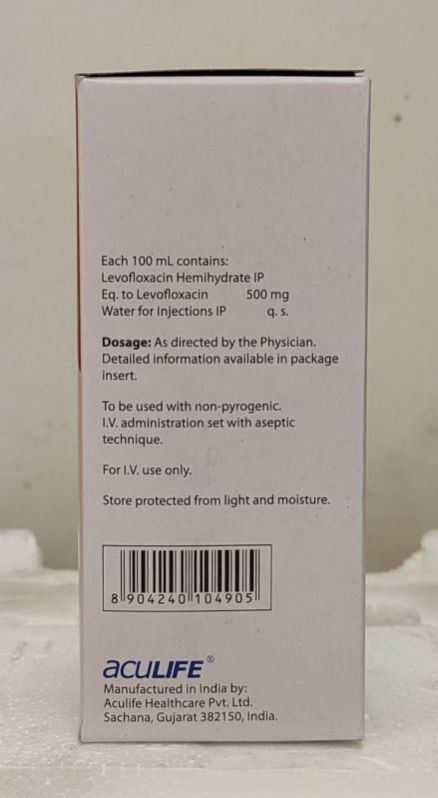 Each 100 mL contains:
Levofloxacin Hemihydrate IP
Eq. to Levofloxacin 500 mg
Water for Injections IP q. s.
Dosage: As directed by the Physician.
Detailed information available in package
insert.
To be used with non-pyrogenic.
I.V. administration set with aseptic
technique.
For I.V. use only.
Store protected from light and moisture.
8 904240 104905
acuLIFE®
Manufactured in India by:
Aculife Healthcare Pvt. Ltd.
Sachana, Gujarat 382150, India.